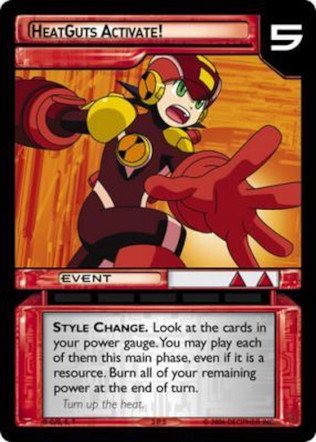 HEATGUTS ACTIVATE!
5
EVENT
STYLE CHANGE. Look at the cards in
your power gauge. You may play each
of them this main phase, even if it is a
resource. Burn all of your remaining
power at the end of turn.
Turn up the heat.